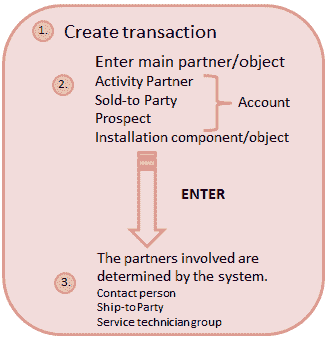 1. Create transaction
Enter main partner/object
2. Activity Partner
Sold-to Party
Account
Prospect
Installation component/object
ENTER
The partners involved are
3. determined by the system.
Contact person
Ship-to Party
Service technician group